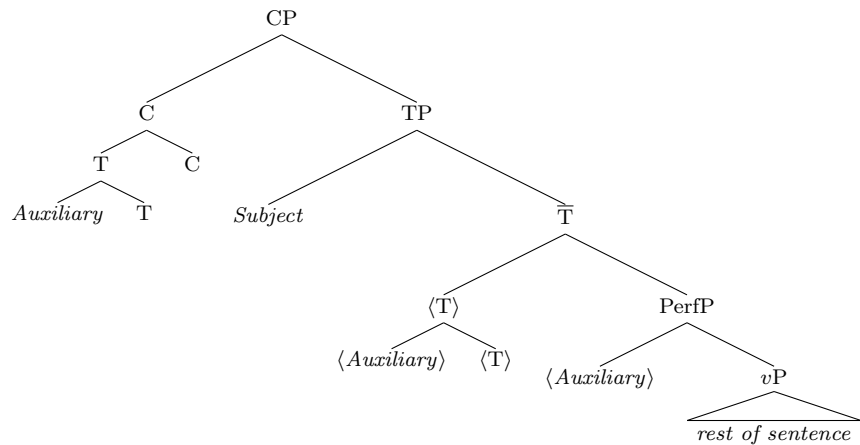 CP
C TP
T C
Auxiliary T Subject T̅
⟨T⟩ PerfP
⟨Auxiliary⟩ ⟨T⟩ ⟨Auxiliary⟩ vP
rest of sentence